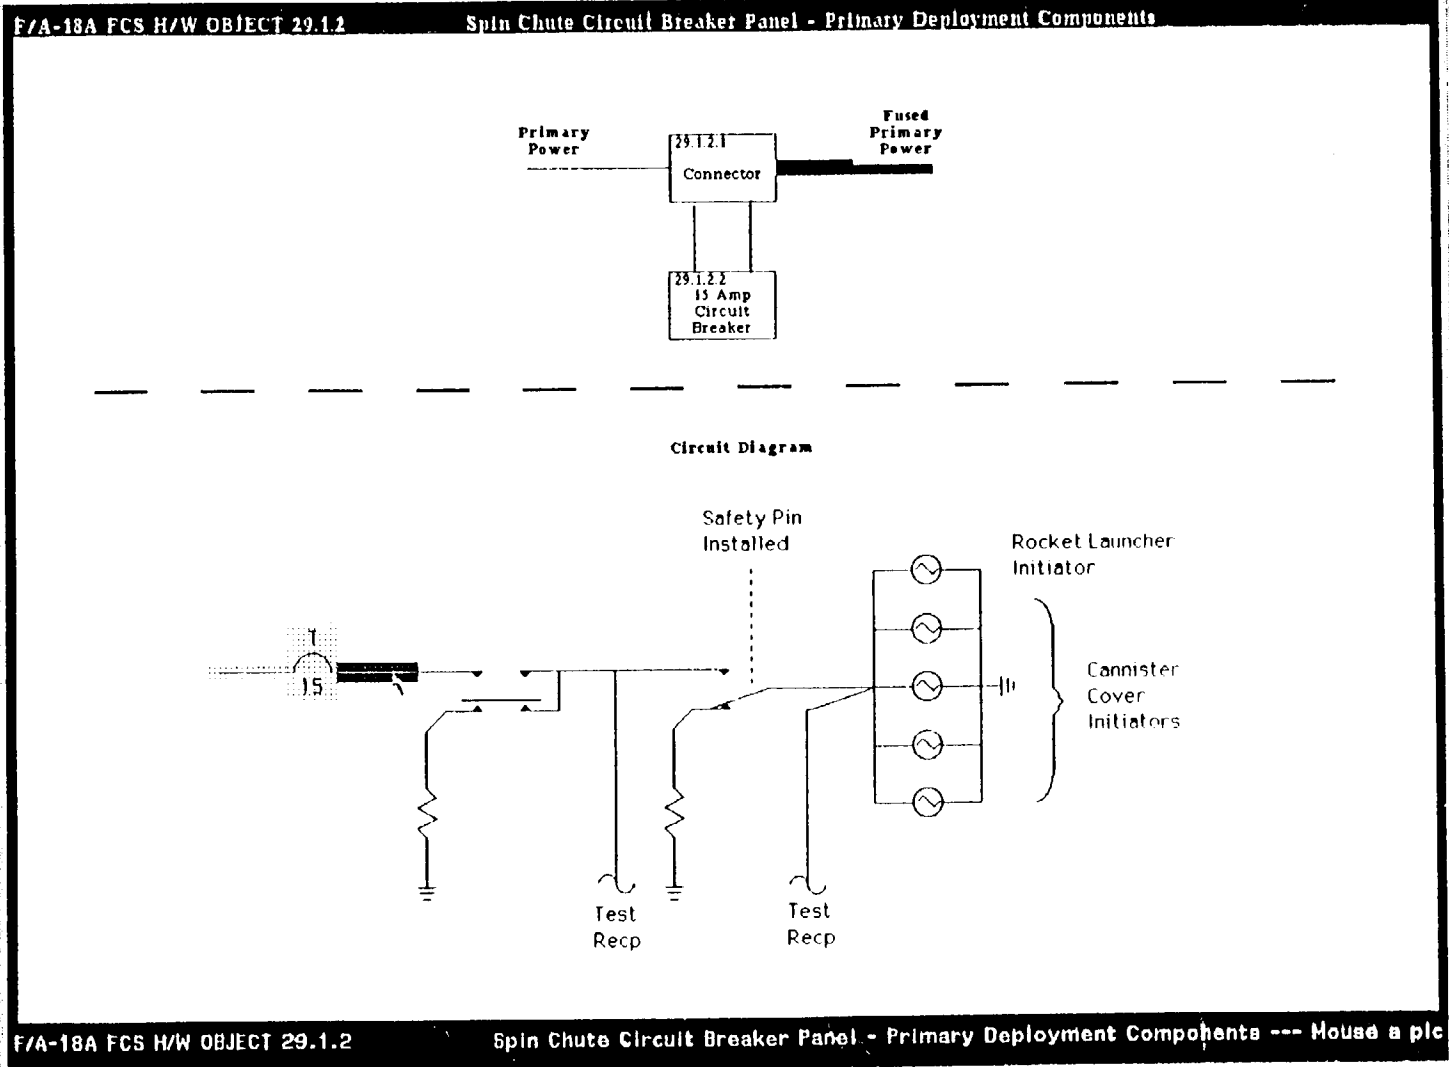 F/A-18A FCS H/W OBJECT 29.1.2
Spin Chute Circuit Breaker Panel - Primary Deployment Components
Primary
Power
29.1.2.1
Connector
Fused
Primary
Power
29.1.2.2
15 Amp
Circuit
Breaker
Circuit Diagram
Safety Pin
Installed
Rocket Launcher
Initiator
15
Cannister
Cover
Initiators
Test
Recp
Test
Recp
F/A-18A FCS H/W OBJECT 29.1.2
Spin Chute Circuit Breaker Panel - Primary Deployment Components --- Mouse a pic